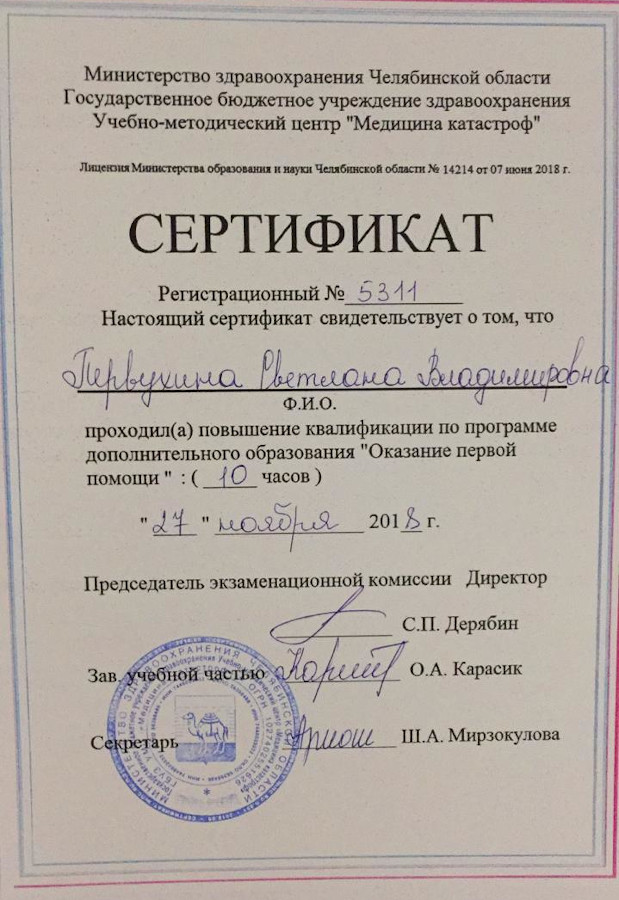 Министерство здравоохранения Челябинской области
Государственное бюджетное учреждение здравоохранения
Учебно-методический центр "Медицина катастроф"
Лицензия Министерства образования и науки Челябинской области № 14214 от 07 июня 2018 г.
СЕРТИФИКАТ
Регистрационный № 5311
Настоящий сертификат свидетельствует о том, что
Первухина Светлана Владимировна
Ф.И.О.
проходил(а) повышение квалификации по программе
дополнительного образования "Оказание первой
помощи " : ( 10 часов )
" 27 " ноября 2018 г.
Председатель экзаменационной комиссии Директор
С.П. Дерябин
Зав. учебной частью О.А. Карасик
Секретарь Ш.А. Мирзокулова
МИНИСТЕРСТВО ЗДРАВООХРАНЕНИЯ ЧЕЛЯБИНСКОЙ ОБЛАСТИ